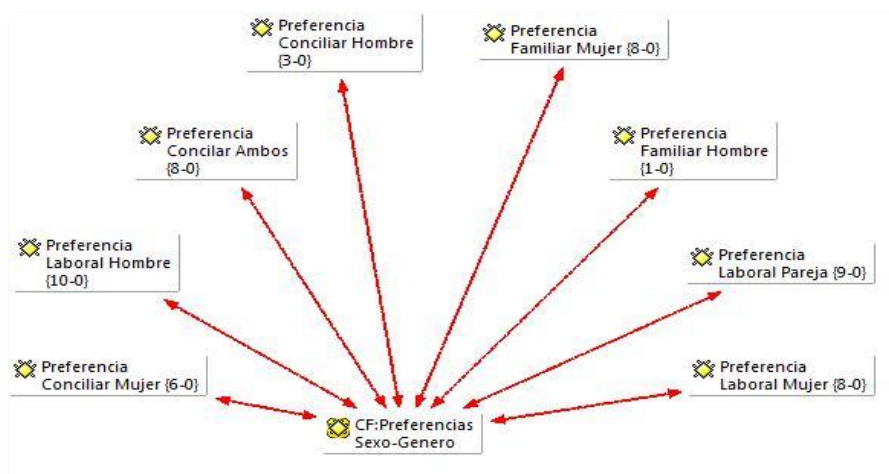 Preferencia
Conciliar Hombre
{3-0}
Preferencia
Familiar Mujer {8-0}
Preferencia
Concilar Ambos
{8-0}
Preferencia
Familiar Hombre
{1-0}
Preferencia
Laboral Hombre
{10-0}
Preferencia
Laboral Pareja {9-0}
Preferencia
Conciliar Mujer {6-0}
Preferencia
Laboral Mujer {8-0}
CF:Preferencias
Sexo-Genero